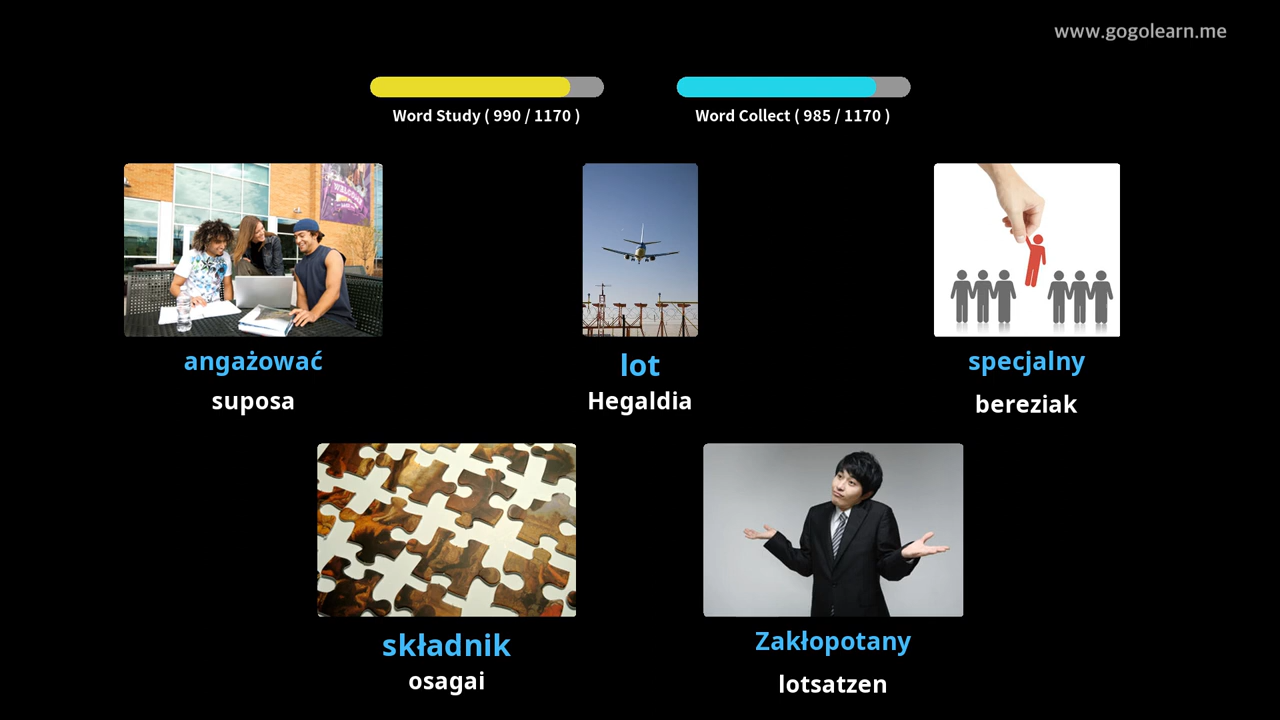 www.gogolearn.me
Word Study ( 990 / 1170 )
Word Collect ( 985 / 1170 )
WELCOME
angażować
lot
specjalny
suposa
Hegaldia
bereziak
składnik
Zakłopotany
osagai
lotsatzen